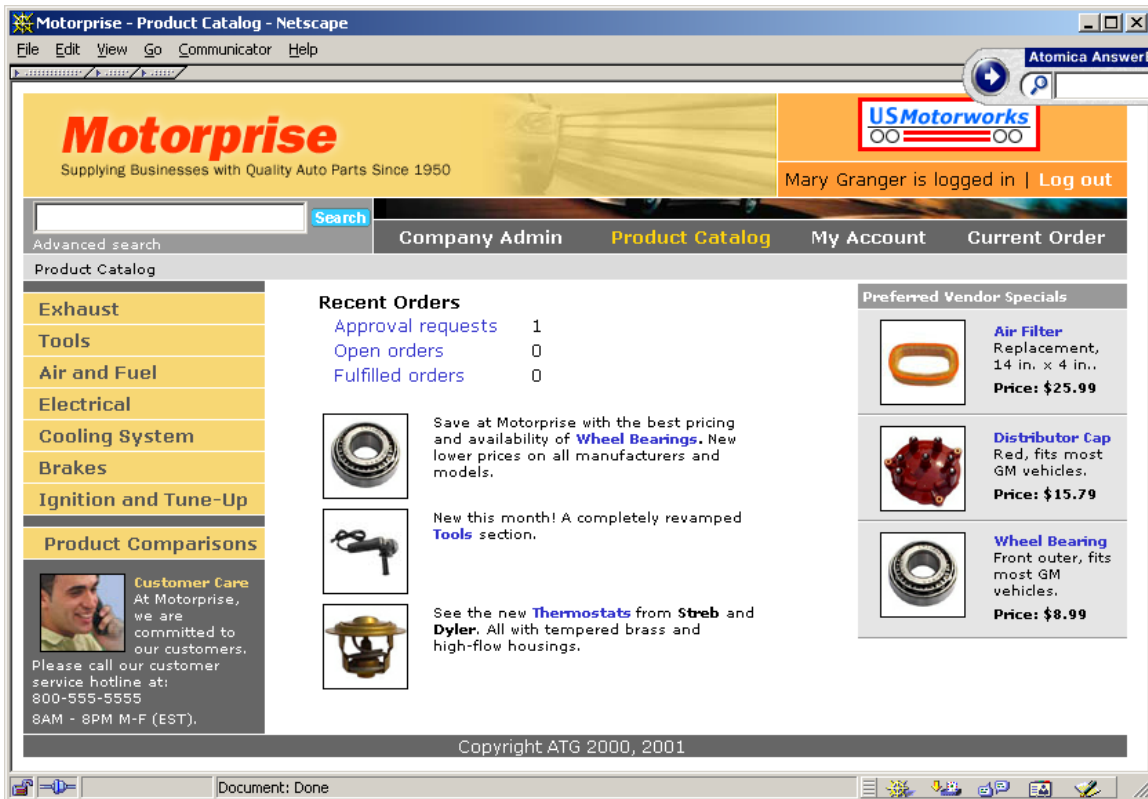 Motorprise - Product Catalog - Netscape
File Edit View Go Communicator Help
Atomica Answer
Motorprise
Supplying Businesses with Quality Auto Parts Since 1950
USMotorworks
Mary Granger is logged in | Log out
Search
Advanced search
Company Admin Product Catalog My Account Current Order
Product Catalog
Exhaust
Tools
Air and Fuel
Electrical
Cooling System
Brakes
Ignition and Tune-Up
Product Comparisons
Customer Care
At Motorprise,
we are
committed to
our customers.
Please call our customer
service hotline at:
800-555-5555
8AM - 8PM M-F (EST).
Recent Orders
Approval requests 1
Open orders 0
Fulfilled orders 0
Save at Motorprise with the best pricing
and availability of Wheel Bearings. New
lower prices on all manufacturers and
models.
New this month! A completely revamped
Tools section.
See the new Thermostats from Streb and
Dyler. All with tempered brass and
high-flow housings.
Preferred Vendor Specials
Air Filter
Replacement,
14 in. x 4 in..
Price: $25.99
Distributor Cap
Red, fits most
GM vehicles.
Price: $15.79
Wheel Bearing
Front outer, fits
most GM
vehicles.
Price: $8.99
Copyright ATG 2000, 2001
Document: Done